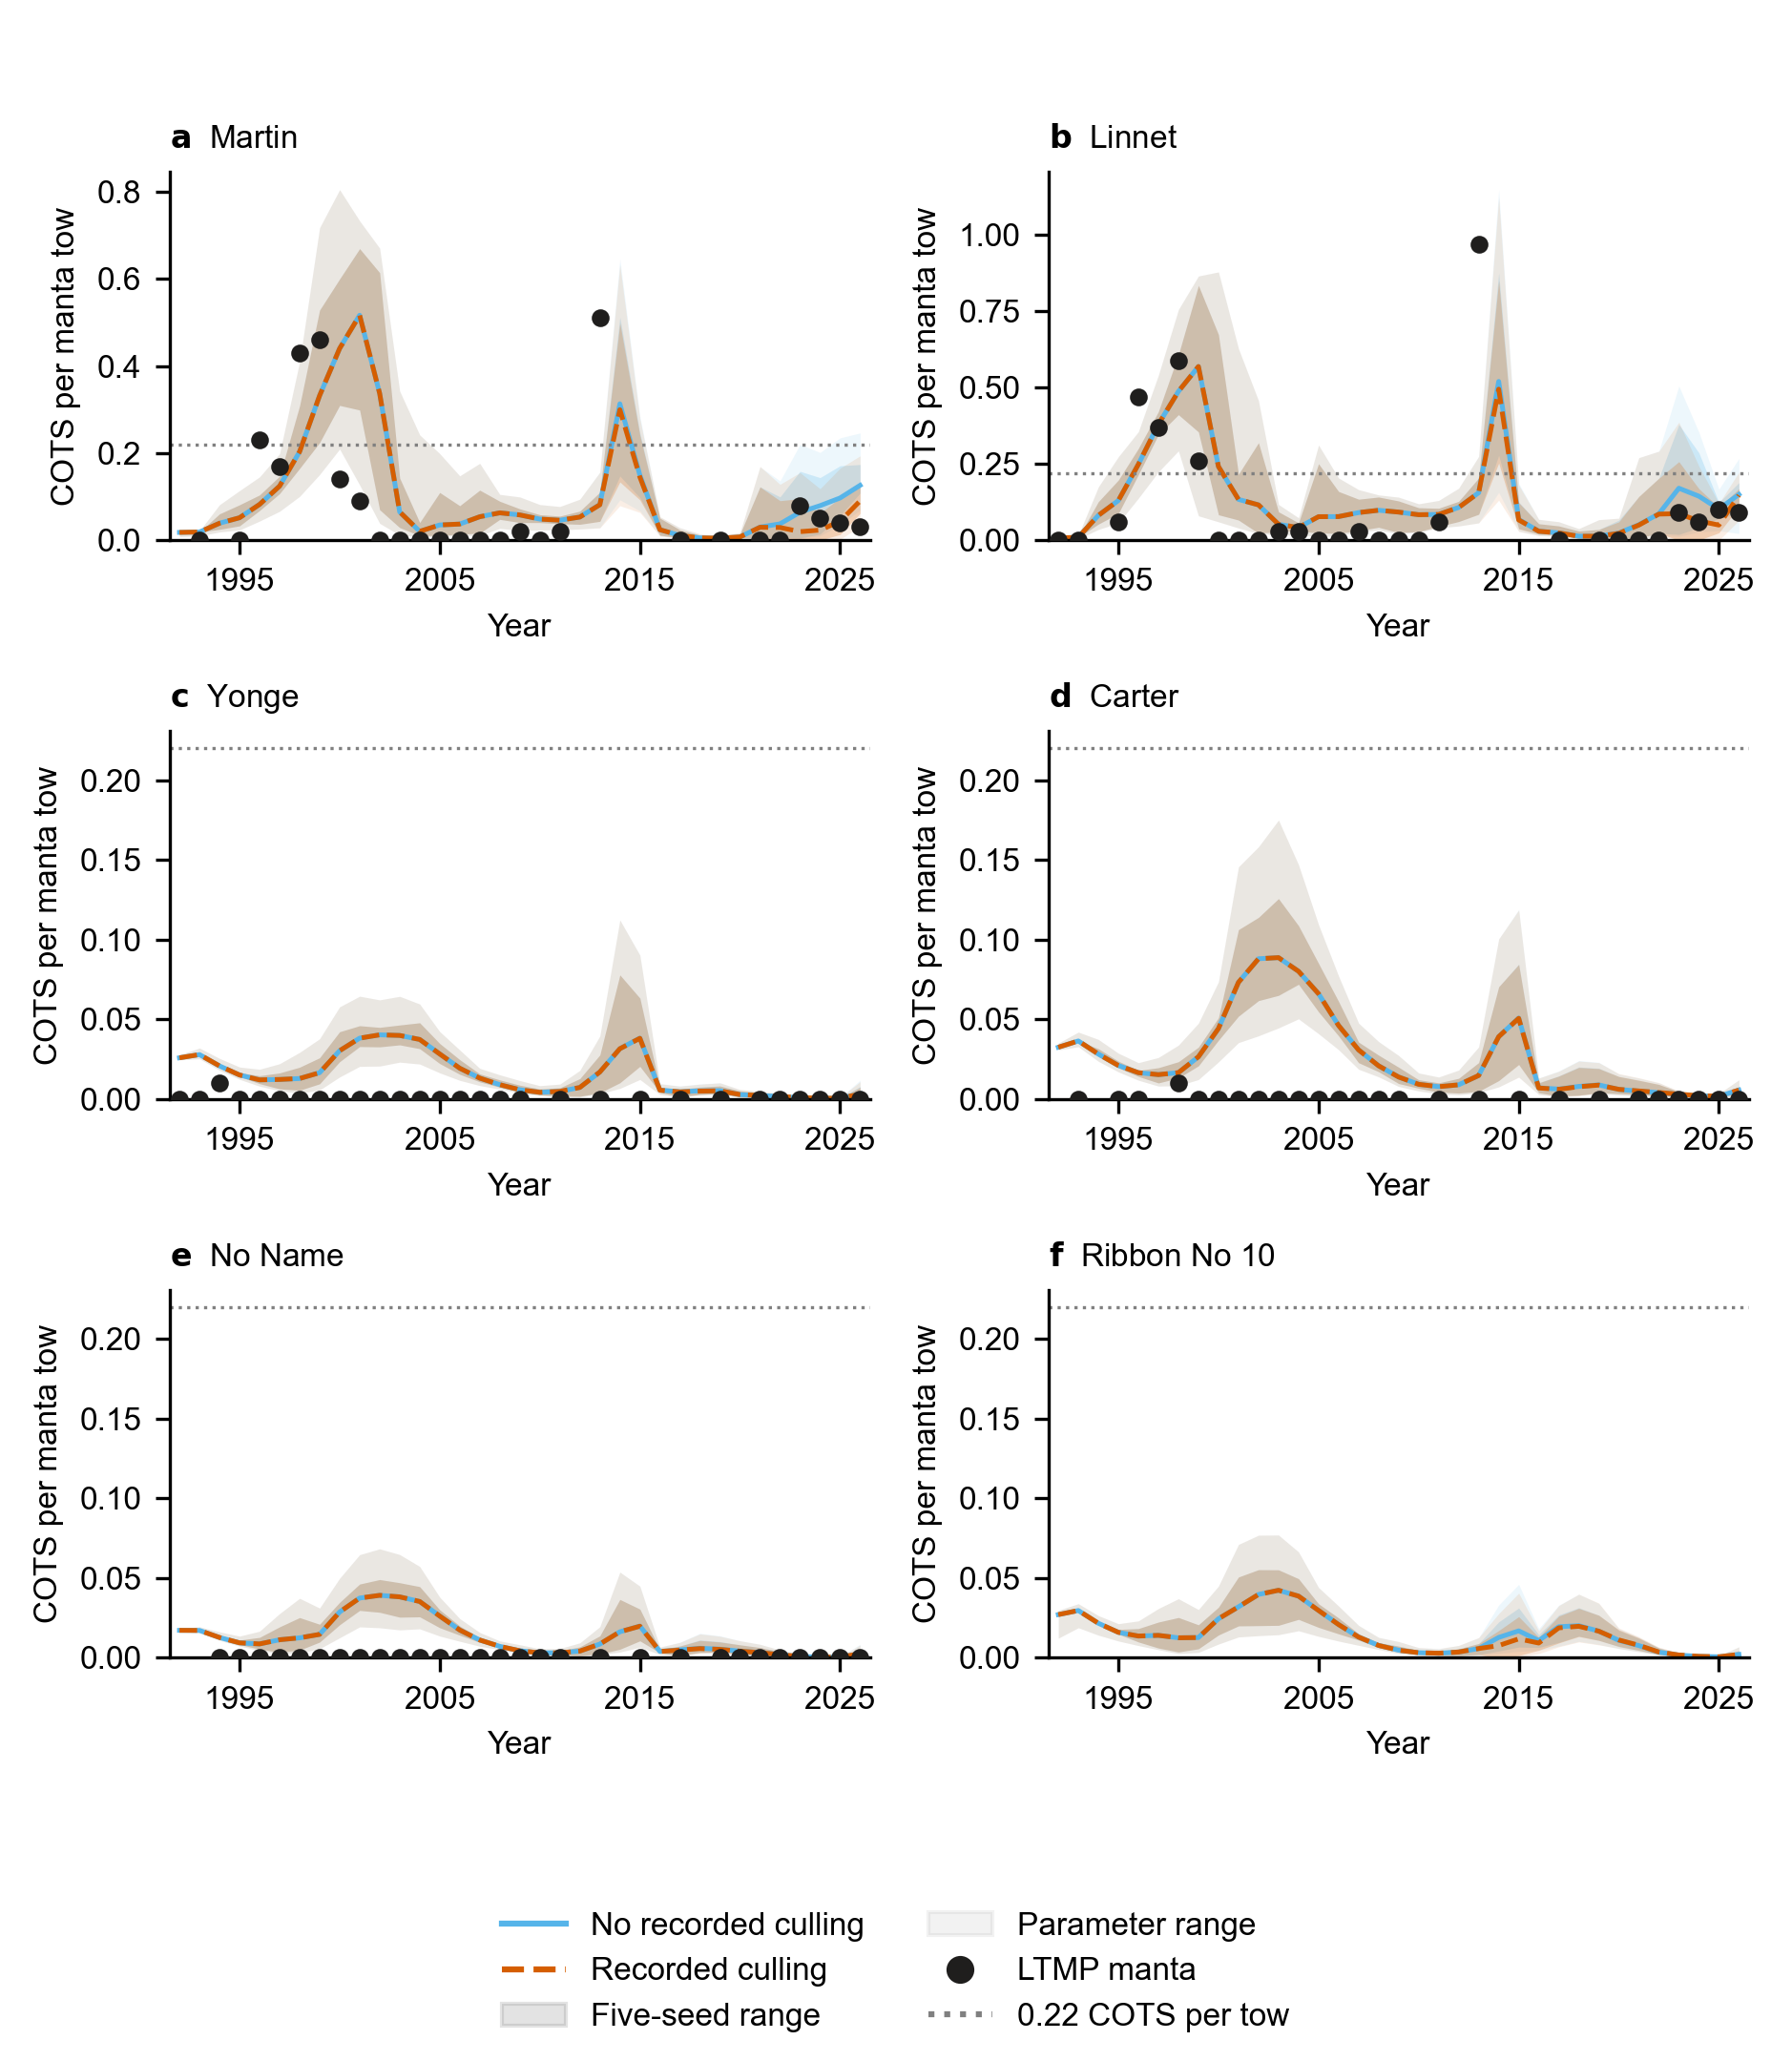 a Martin
COTS per manta tow
0.8
0.6
0.4
0.2
0.0
1995 2005 2015 2025
Year
b Linnet
COTS per manta tow
1.00
0.75
0.50
0.25
0.00
1995 2005 2015 2025
Year
c Yonge
COTS per manta tow
0.20
0.15
0.10
0.05
0.00
1995 2005 2015 2025
Year
d Carter
COTS per manta tow
0.20
0.15
0.10
0.05
0.00
1995 2005 2015 2025
Year
e No Name
COTS per manta tow
0.20
0.15
0.10
0.05
0.00
1995 2005 2015 2025
Year
f Ribbon No 10
COTS per manta tow
0.20
0.15
0.10
0.05
0.00
1995 2005 2015 2025
Year
No recorded culling
Recorded culling
Five-seed range
Parameter range
LTMP manta
0.22 COTS per tow